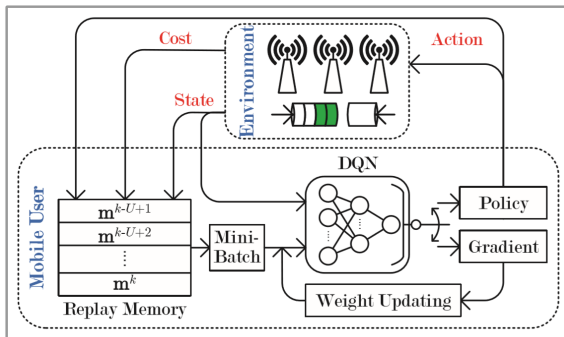 Cost
Action
State
Environment
Mobile User
DQN
m^{k-U+1}
m^{k-U+2}
⋮
m^k
Replay Memory
Mini-
Batch
Policy
Gradient
Weight Updating